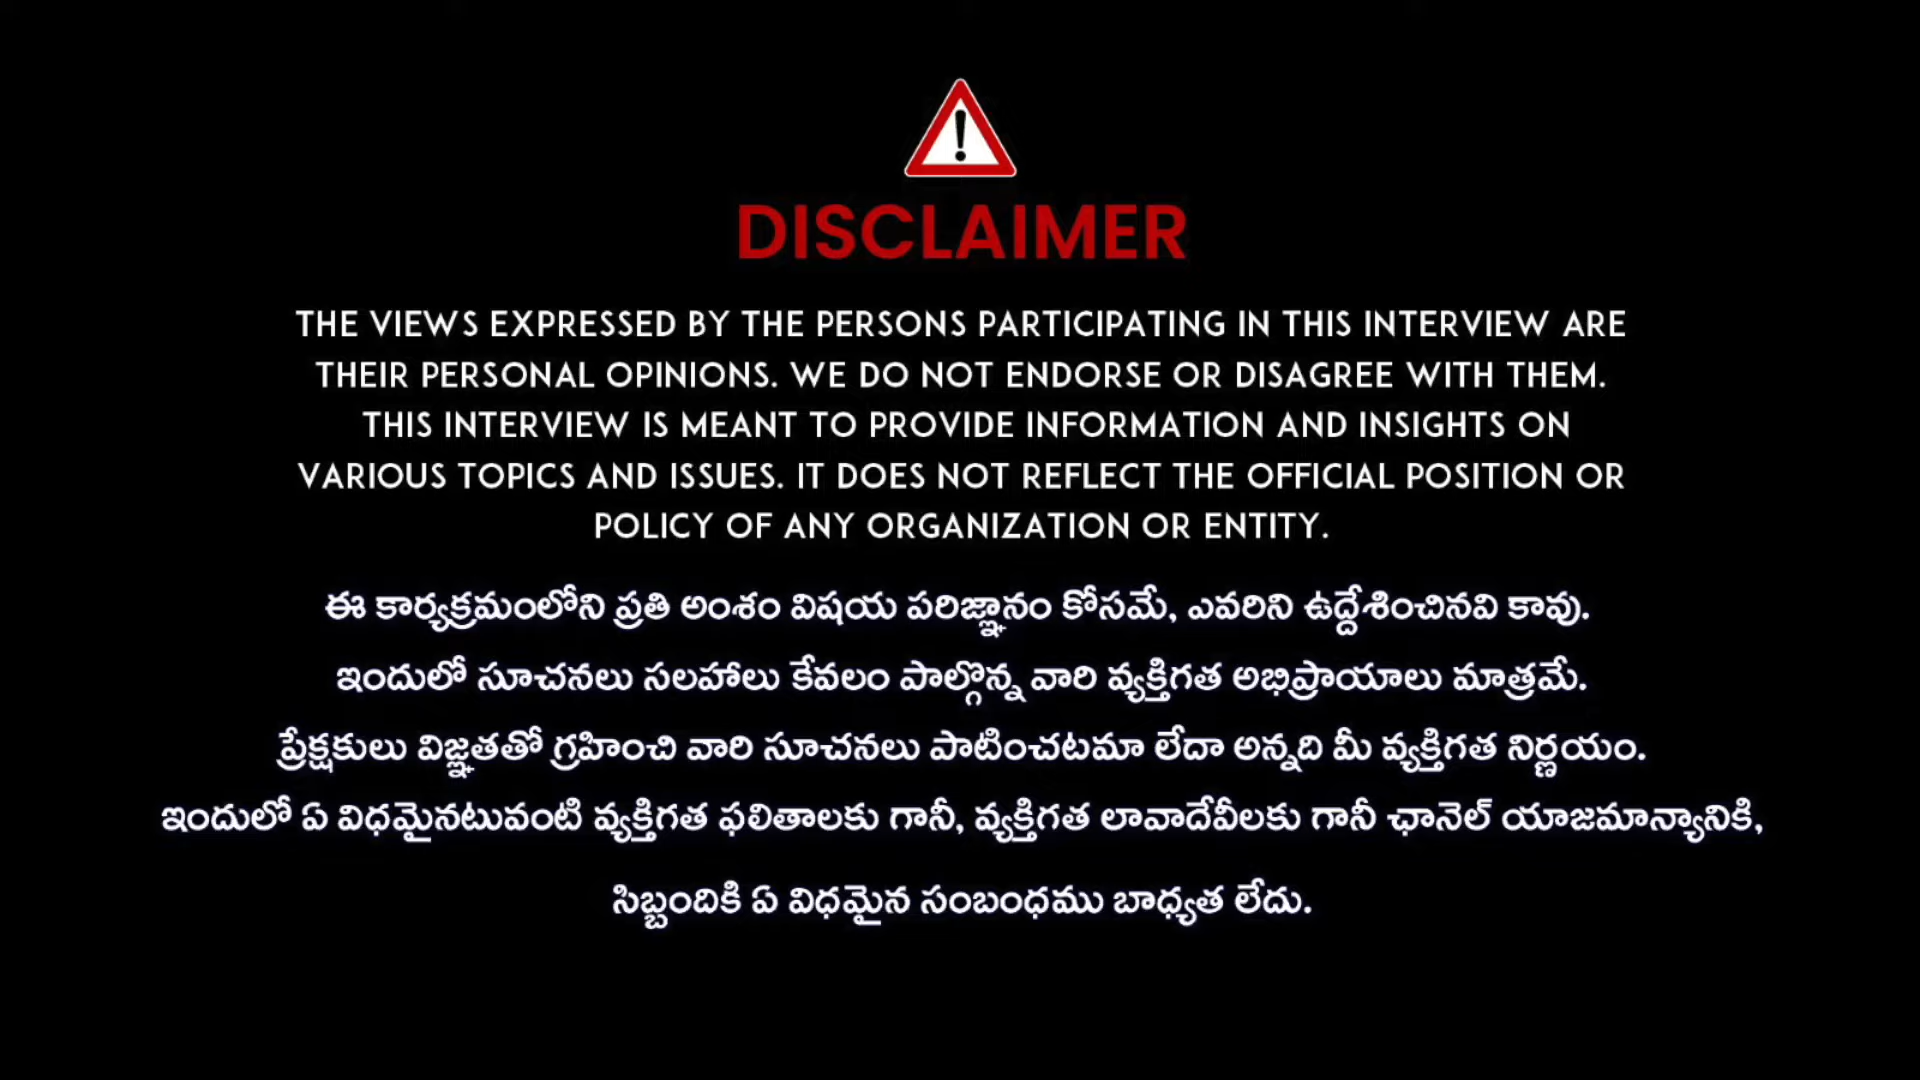 DISCLAIMER
THE VIEWS EXPRESSED BY THE PERSONS PARTICIPATING IN THIS INTERVIEW ARE
THEIR PERSONAL OPINIONS. WE DO NOT ENDORSE OR DISAGREE WITH THEM.
THIS INTERVIEW IS MEANT TO PROVIDE INFORMATION AND INSIGHTS ON
VARIOUS TOPICS AND ISSUES. IT DOES NOT REFLECT THE OFFICIAL POSITION OR
POLICY OF ANY ORGANIZATION OR ENTITY.
ఈ కార్యక్రమంలోని ప్రతి అంశం విషయ పరిజ్ఞానం కోసమే, ఎవరిని ఉద్దేశించినవి కావు.
ఇందులో సూచనలు సలహాలు కేవలం పాల్గొన్న వారి వ్యక్తిగత అభిప్రాయాలు మాత్రమే.
ప్రేక్షకులు విజ్ఞతతో గ్రహించి వారి సూచనలు పాటించటమా లేదా అన్నది మీ వ్యక్తిగత నిర్ణయం.
ఇందులో ఏ విధమైనటువంటి వ్యక్తిగత ఫలితాలకు గానీ, వ్యక్తిగత లావాదేవీలకు గానీ ఛానెల్ యాజమాన్యానికి,
సిబ్బందికి ఏ విధమైన సంబంధము బాధ్యత లేదు.